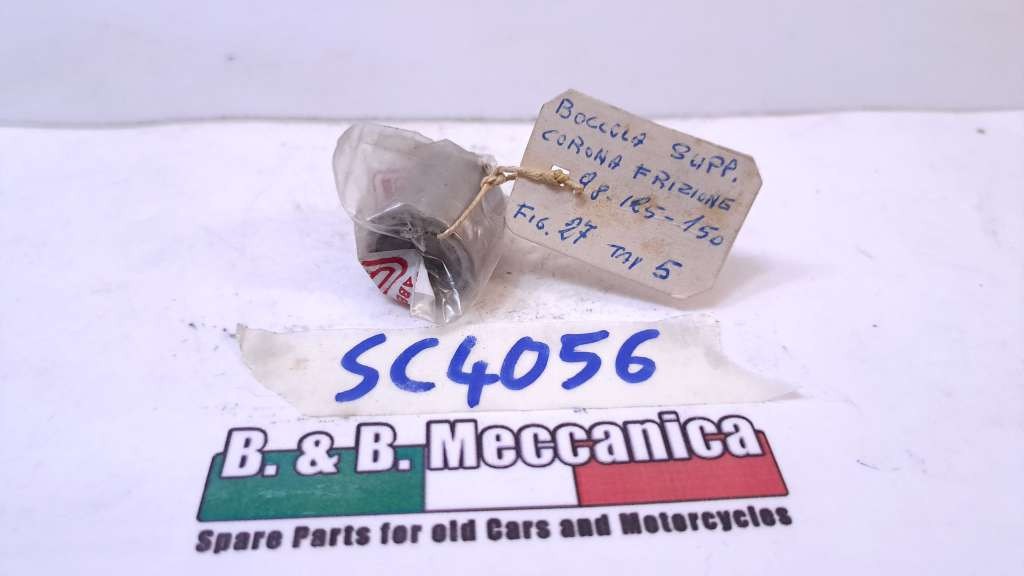 BOCCOLA SUPP.
CORONA FRIZIONE
98-125-150
FIG. 27 TAV 5
SC4056
B. & B. Meccanica
Spare Parts for old Cars and Motorcycles